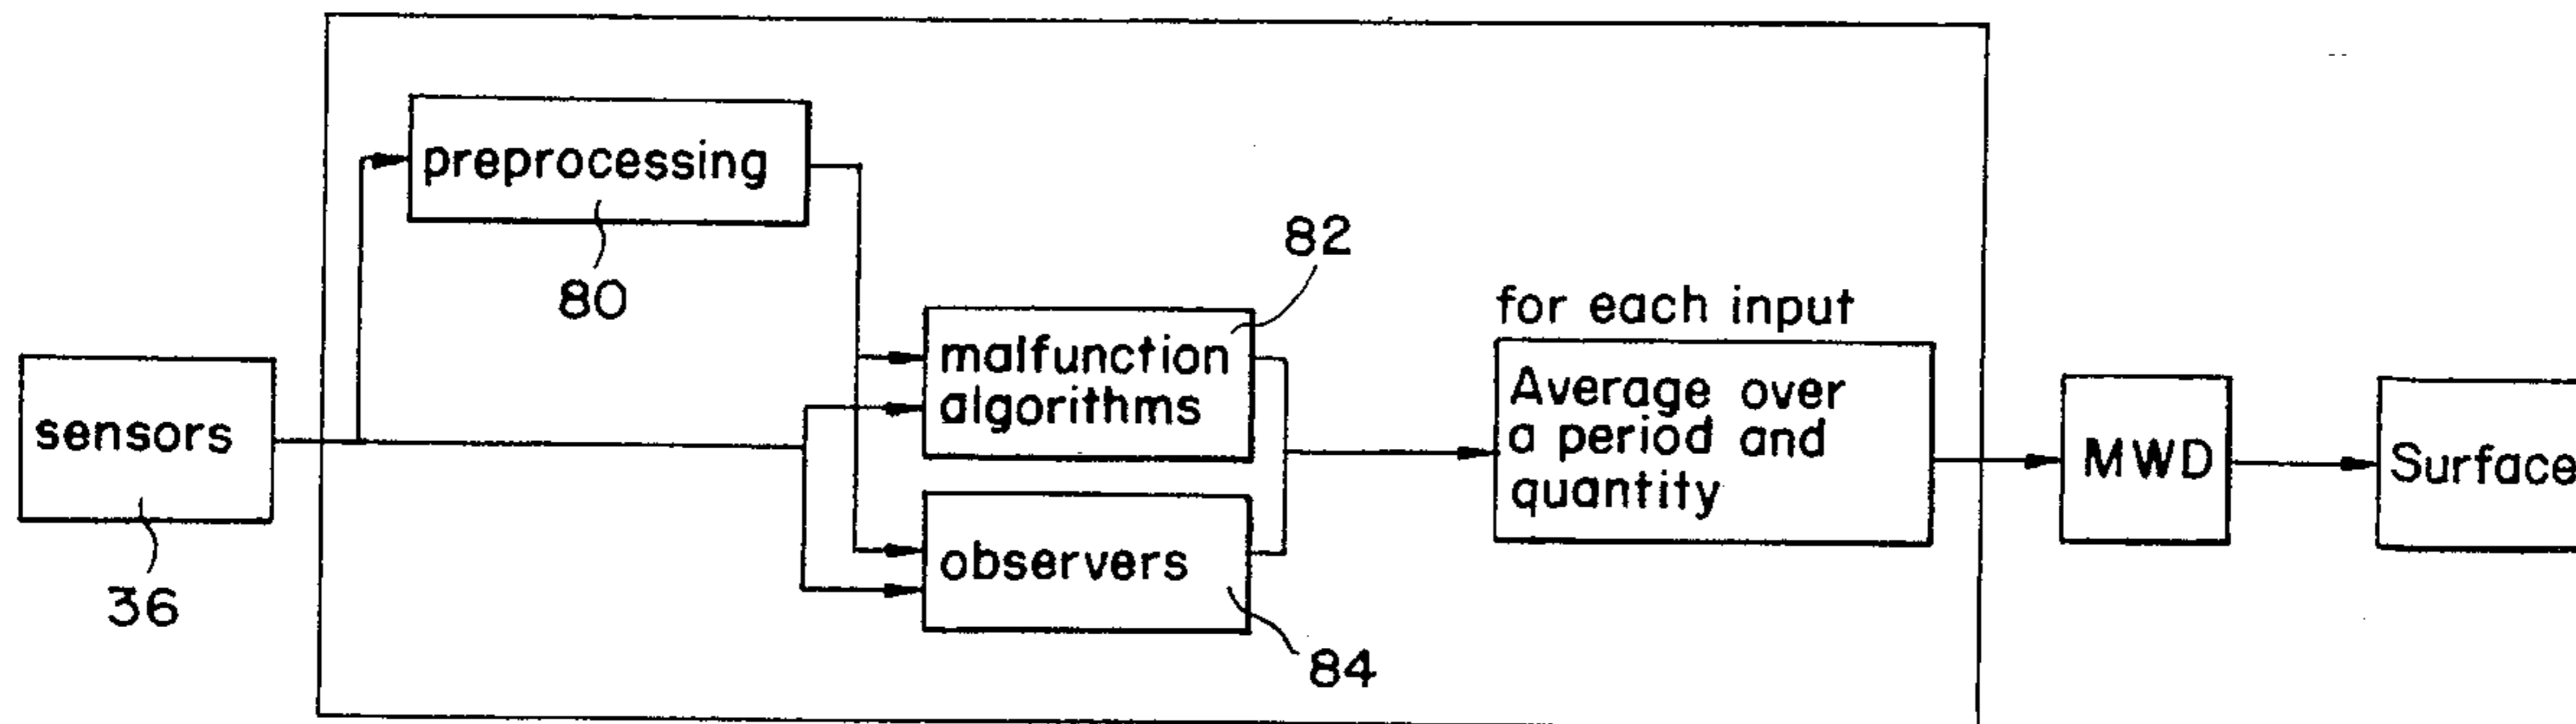 preprocessing
80
82
for each input
malfunction
algorithms
Average over
a period and
quantity
sensors
MWD
Surface
observers
36
84